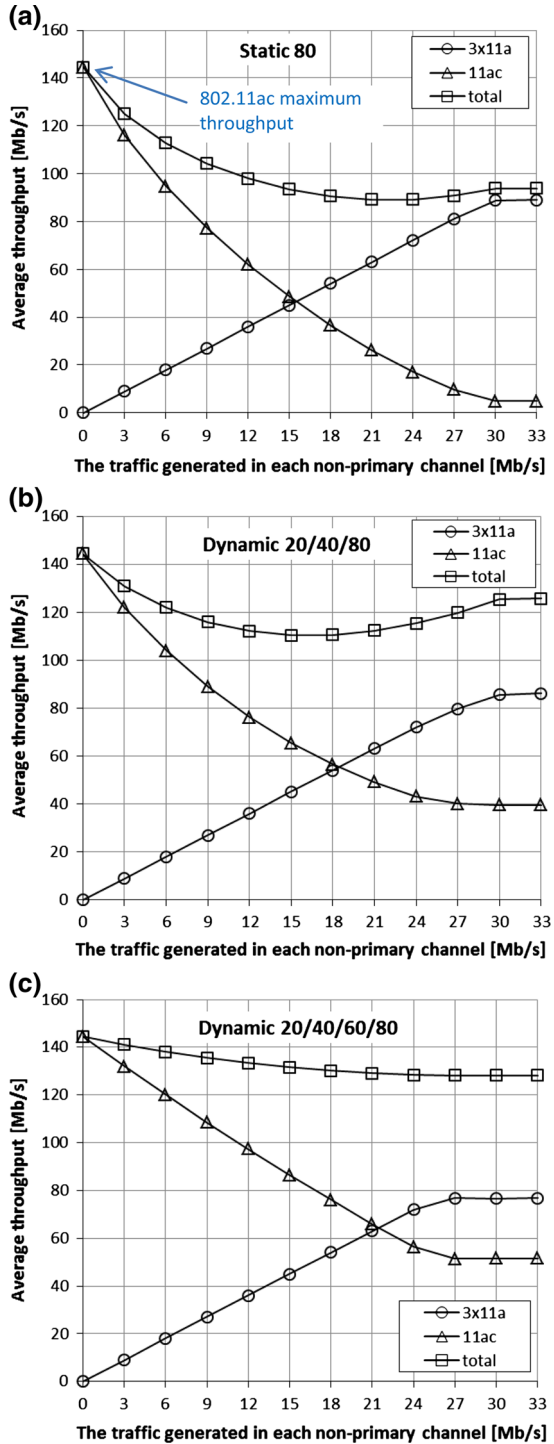 (a)
160
140
120
100
80
60
40
20
0
Average throughput [Mb/s]
Static 80
802.11ac maximum
throughput
3x11a
11ac
total
0 3 6 9 12 15 18 21 24 27 30 33
The traffic generated in each non-primary channel [Mb/s]
(b)
160
140
120
100
80
60
40
20
0
Average throughput [Mb/s]
Dynamic 20/40/80
3x11a
11ac
total
0 3 6 9 12 15 18 21 24 27 30 33
The traffic generated in each non-primary channel [Mb/s]
(c)
160
140
120
100
80
60
40
20
0
Average throughput [Mb/s]
Dynamic 20/40/60/80
3x11a
11ac
total
0 3 6 9 12 15 18 21 24 27 30 33
The traffic generated in each non-primary channel [Mb/s]